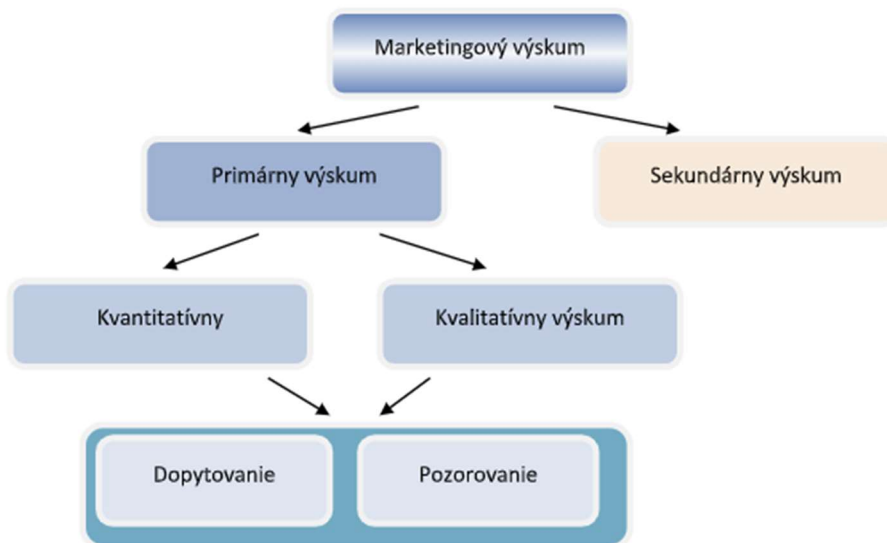 Marketingový výskum
Primárny výskum
Sekundárny výskum
Kvantitatívny
Kvalitatívny výskum
Dopytovanie
Pozorovanie